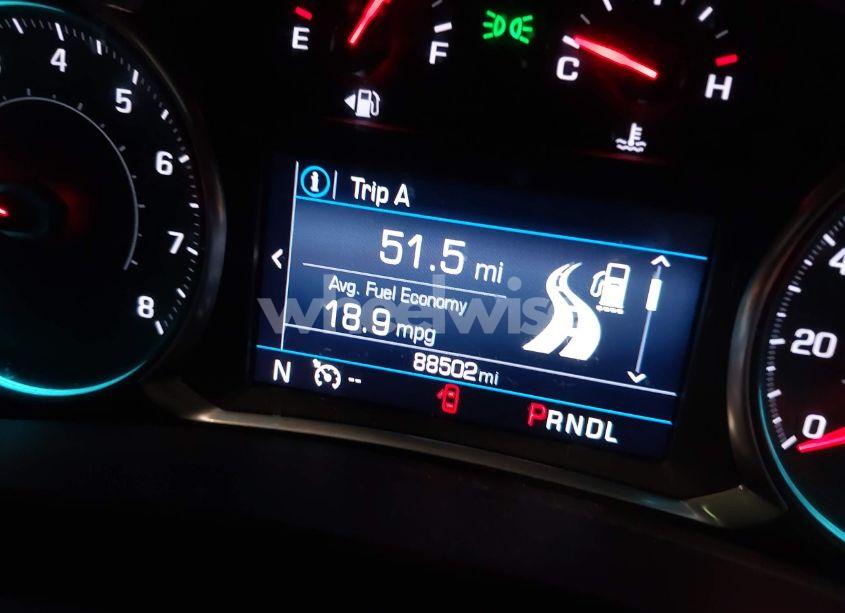 E F
C H
4
5
6
7
8
i Trip A
51.5 mi
Avg. Fuel Economy
18.9 mpg
88502 mi
N --
PRNDL
20
0
wheelwise